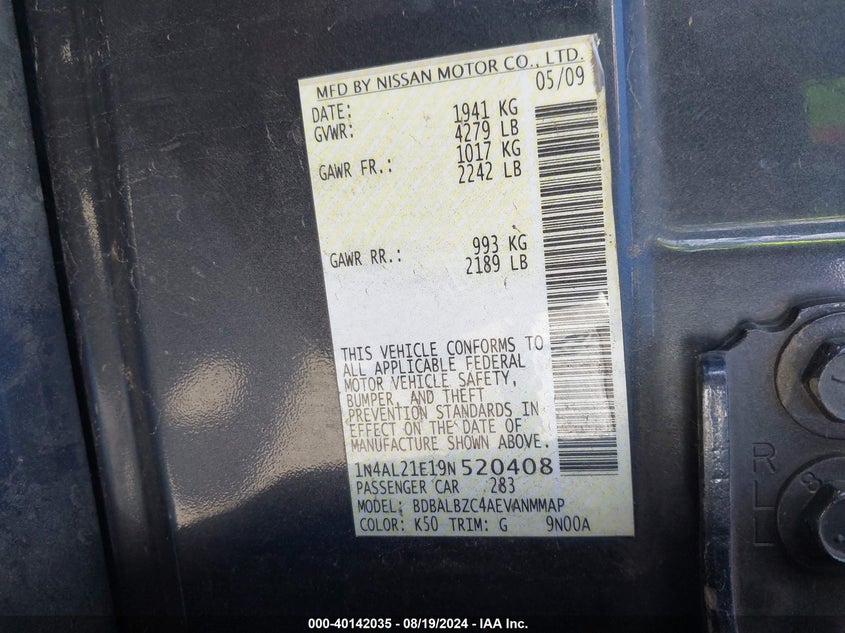 MFD BY NISSAN MOTOR CO., LTD.
DATE: 05/09
GVWR: 1941 KG
4279 LB
GAWR FR.: 1017 KG
2242 LB
GAWR RR.: 993 KG
2189 LB
THIS VEHICLE CONFORMS TO
ALL APPLICABLE FEDERAL
MOTOR VEHICLE SAFETY,
BUMPER, AND THEFT
PREVENTION STANDARDS IN
EFFECT ON THE DATE OF
MANUFACTURE SHOWN ABOVE.
1N4AL21E19N520408
PASSENGER CAR 283
MODEL: BDBALBZC4AEVANMMAP
COLOR: K50 TRIM: G 9N00A
RLL
8
000-40142035 - 08/19/2024 - IAA Inc.